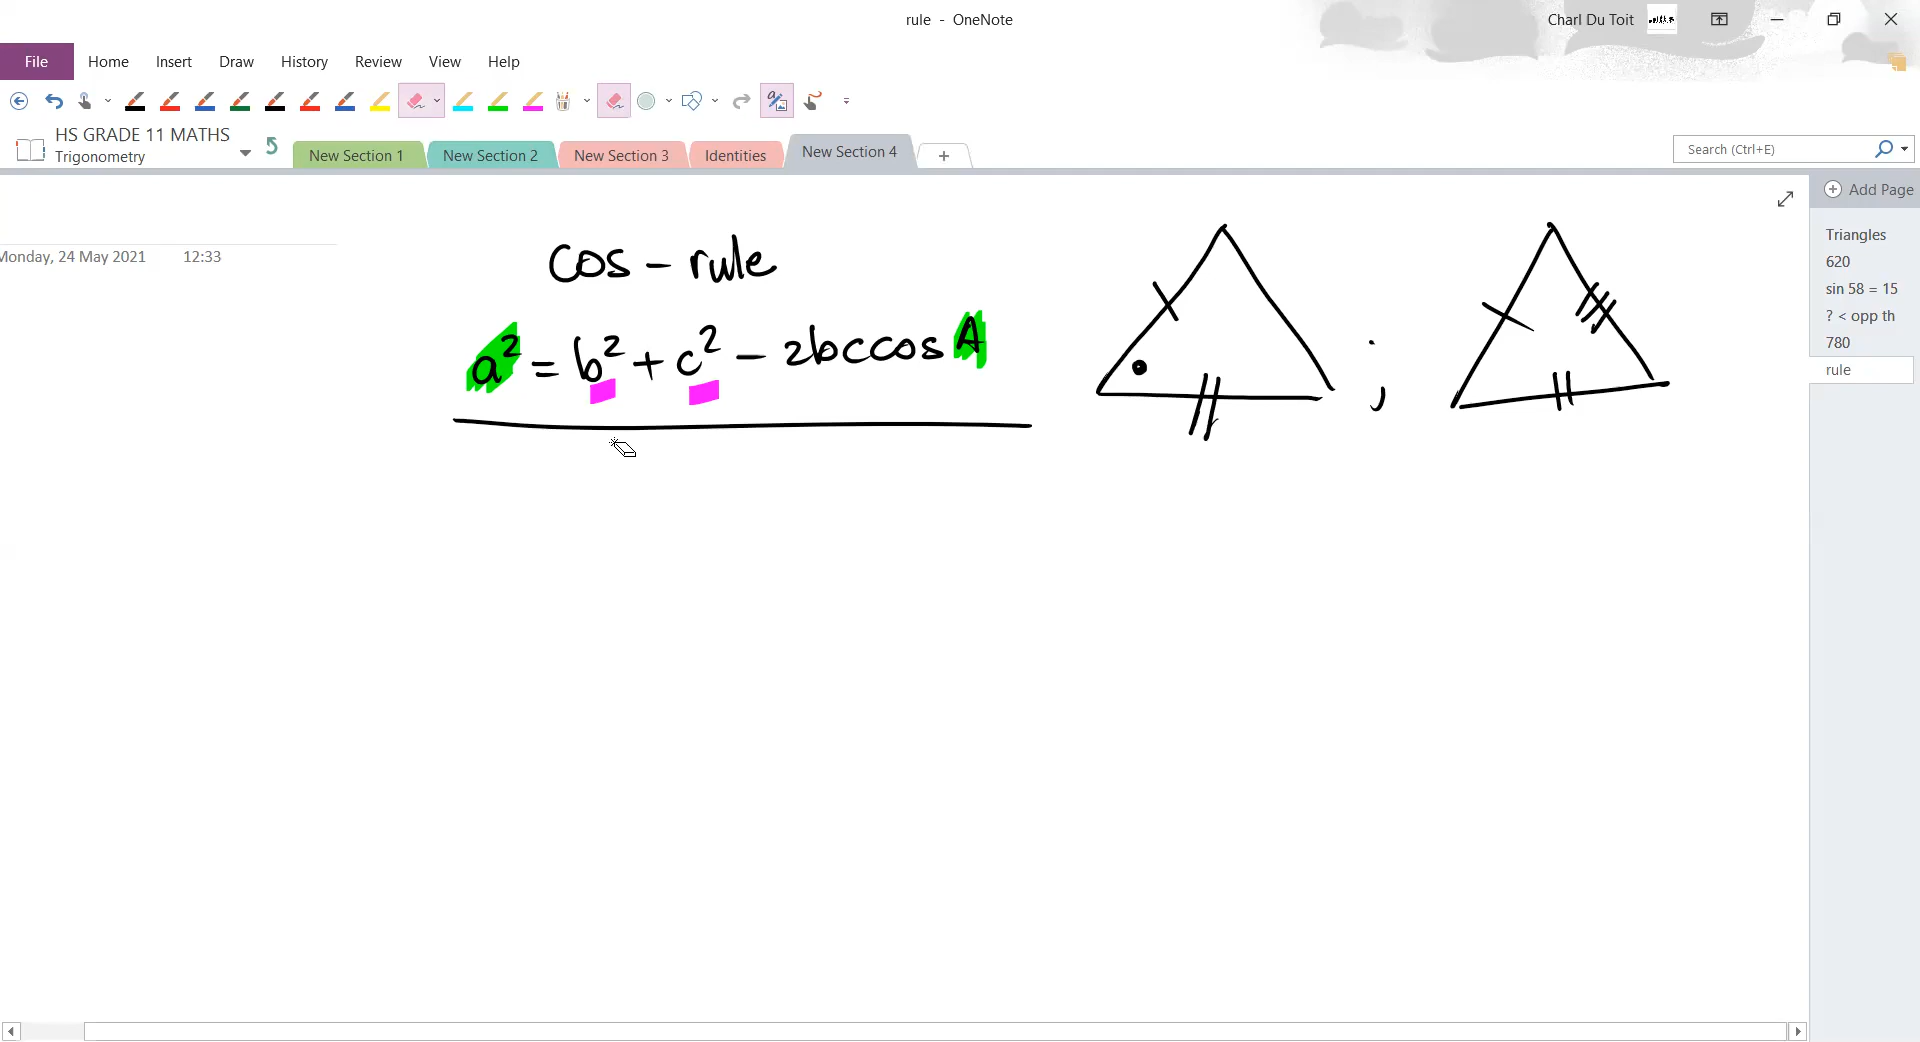 rule - OneNote
Charl Du Toit
File Home Insert Draw History Review View Help
HS GRADE 11 MATHS
Trigonometry
New Section 1 New Section 2 New Section 3 Identities New Section 4
Search (Ctrl+E)
Add Page
Monday, 24 May 2021 12:33
cos - rule
a² = b² + c² - 2bccos A
;
Triangles
620
sin 58 = 15
? < opp th
780
rule